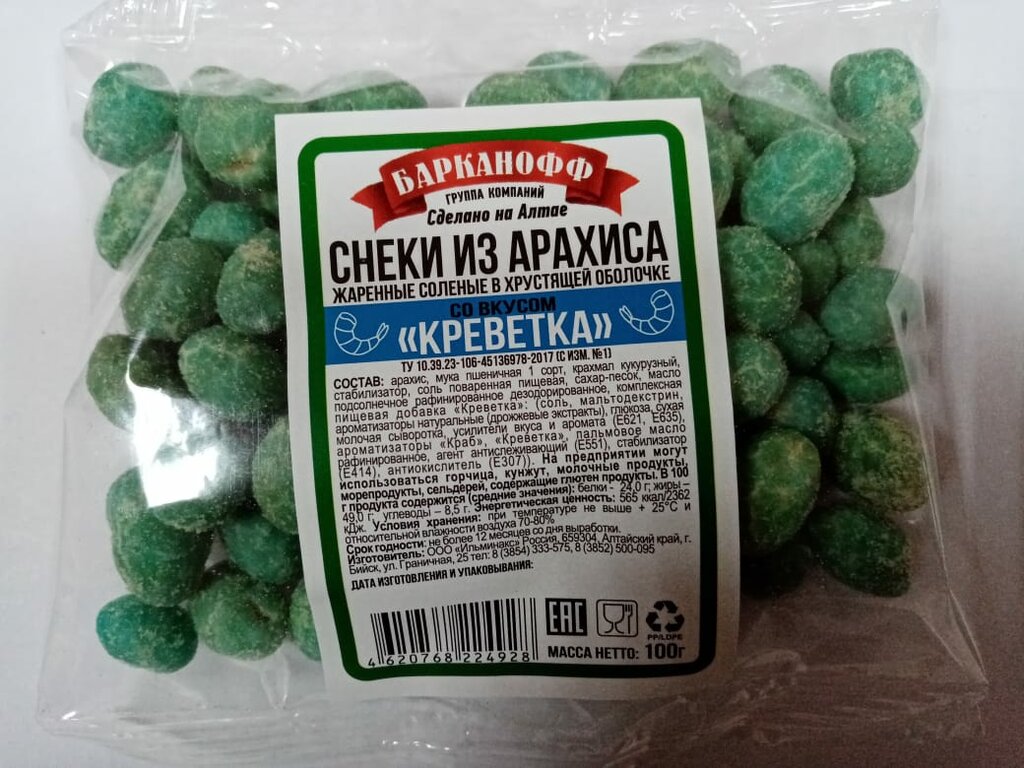 БАРКАНОФФ
ГРУППА КОМПАНИЙ
Сделано на Алтае
СНЕКИ ИЗ АРАХИСА
ЖАРЕННЫЕ СОЛЕНЫЕ В ХРУСТЯЩЕЙ ОБОЛОЧКЕ
СО ВКУСОМ
«КРЕВЕТКА»
ТУ 10.39.23-106-45136978-2017 (С ИЗМ. №1)
СОСТАВ: арахис, мука пшеничная 1 сорт, крахмал кукурузный,
стабилизатор, соль поваренная пищевая, сахар-песок, масло
подсолнечное рафинированное дезодорированное, комплексная
пищевая добавка «Креветка»: (соль, мальтодекстрин,
ароматизаторы натуральные (дрожжевые экстракты), глюкоза, сухая
молочая сыворотка, усилители вкуса и аромата (Е621, Е635),
ароматизаторы «Краб», «Креветка», пальмовое масло
рафинированное, агент антислеживающий (Е551), стабилизатор
(Е414), антиокислитель (Е307)). На предприятии могут
использоваться горчица, кунжут, молочные продукты,
морепродукты, сельдерей, содержащие глютен продукты. В 100
г продукта содержится (средние значения): белки - 24,0 г; жиры –
49,0 г, углеводы – 8,5 г. Энергетическая ценность: 565 ккал/2362
кДж. Условия хранения: при температуре не выше + 25°С и
относительной влажности воздуха 70-80%
Срок годности: не более 12 месяцев со дня выработки.
Изготовитель: ООО «Ильминакс» Россия, 659304, Алтайский край, г.
Бийск, ул. Граничная, 25 тел: 8 (3854) 333-575, 8 (3852) 500-095
ДАТА ИЗГОТОВЛЕНИЯ И УПАКОВЫВАНИЯ:
4 620768 224928
EAC
PP/LDPE
МАССА НЕТТО: 100г